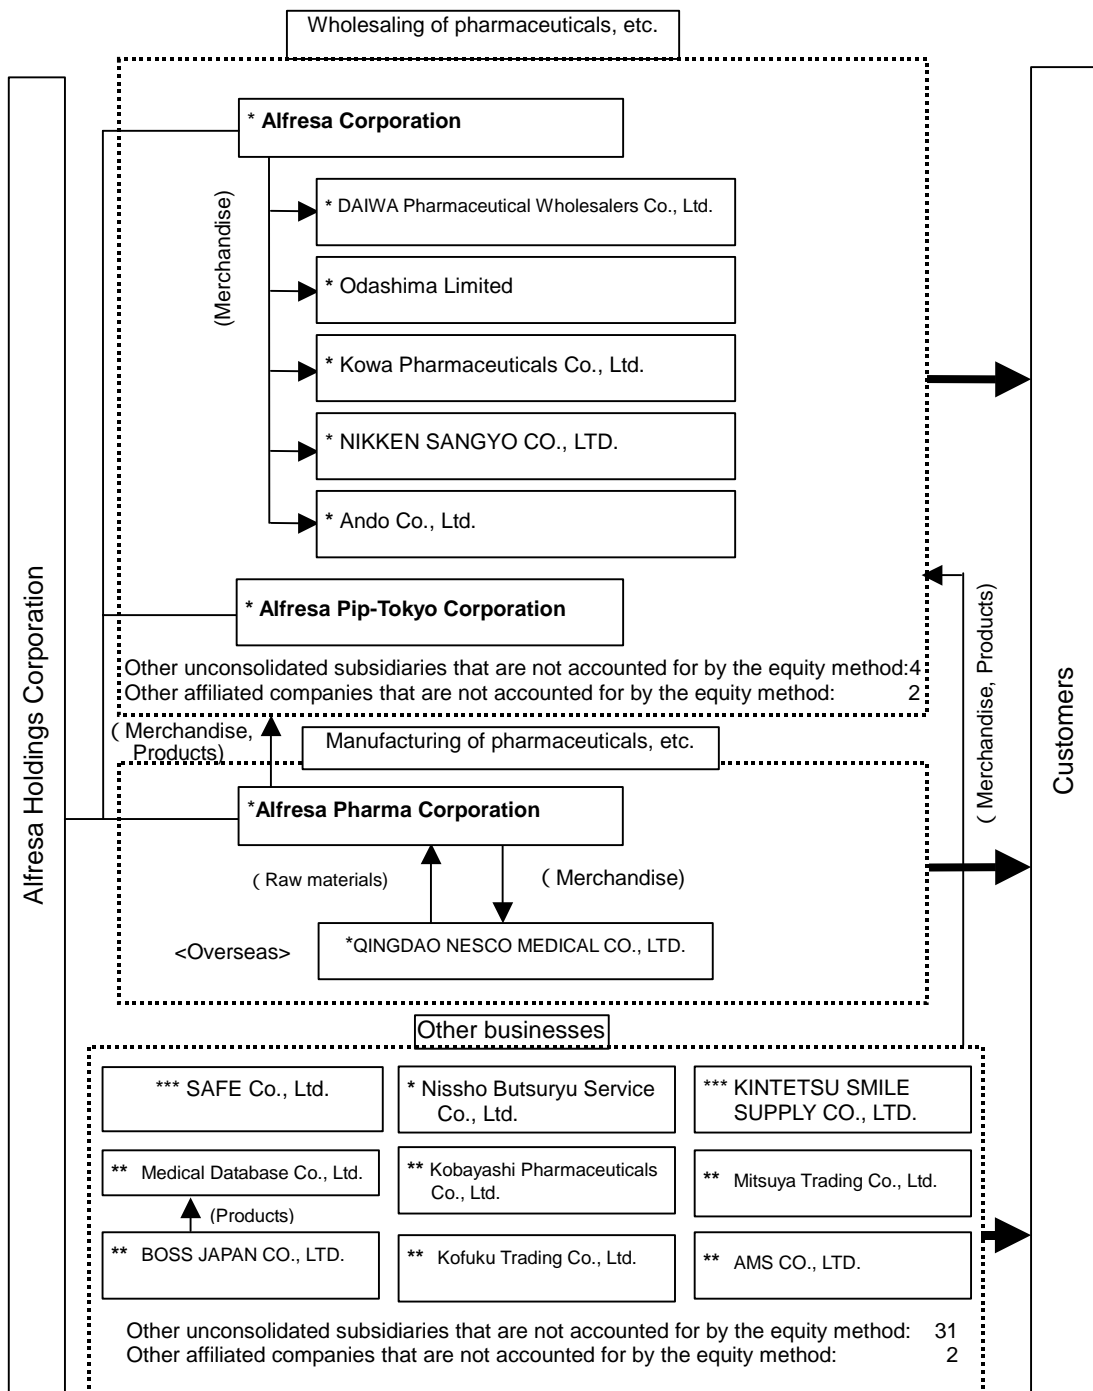 Wholesaling of pharmaceuticals, etc.
Alfresa Holdings Corporation
Customers
* Alfresa Corporation
(Merchandise)
* DAIWA Pharmaceutical Wholesalers Co., Ltd.
* Odashima Limited
* Kowa Pharmaceuticals Co., Ltd.
* NIKKEN SANGYO CO., LTD.
* Ando Co., Ltd.
* Alfresa Pip-Tokyo Corporation
Other unconsolidated subsidiaries that are not accounted for by the equity method:4
Other affiliated companies that are not accounted for by the equity method: 2
( Merchandise, Products)
( Merchandise,
Products)
Manufacturing of pharmaceuticals, etc.
*Alfresa Pharma Corporation
( Raw materials)
( Merchandise)
<Overseas>
*QINGDAO NESCO MEDICAL CO., LTD.
Other businesses
*** SAFE Co., Ltd.
* Nissho Butsuryu Service
Co., Ltd.
*** KINTETSU SMILE
SUPPLY CO., LTD.
** Medical Database Co., Ltd.
** Kobayashi Pharmaceuticals
Co., Ltd.
** Mitsuya Trading Co., Ltd.
(Products)
** BOSS JAPAN CO., LTD.
** Kofuku Trading Co., Ltd.
** AMS CO., LTD.
Other unconsolidated subsidiaries that are not accounted for by the equity method: 31
Other affiliated companies that are not accounted for by the equity method: 2